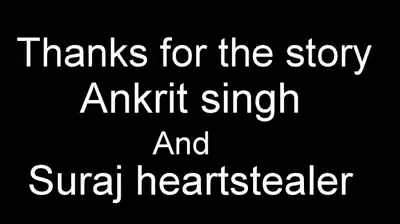 Thanks for the story
Ankrit singh
And
Suraj heartstealer